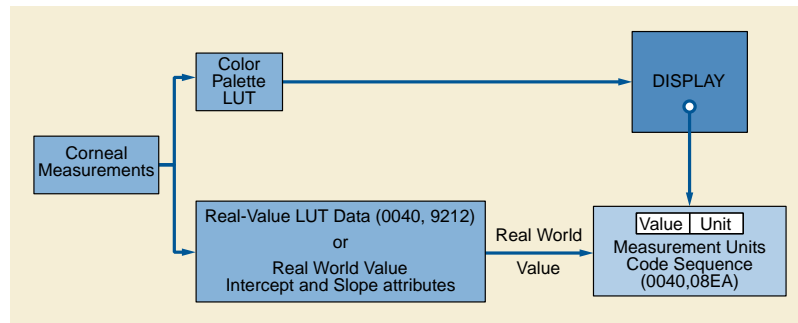 Color
Palette
LUT
DISPLAY
Corneal
Measurements
Real-Value LUT Data (0040, 9212)
or
Real World Value
Intercept and Slope attributes
Real World
Value
Value Unit
Measurement Units
Code Sequence
(0040,08EA)